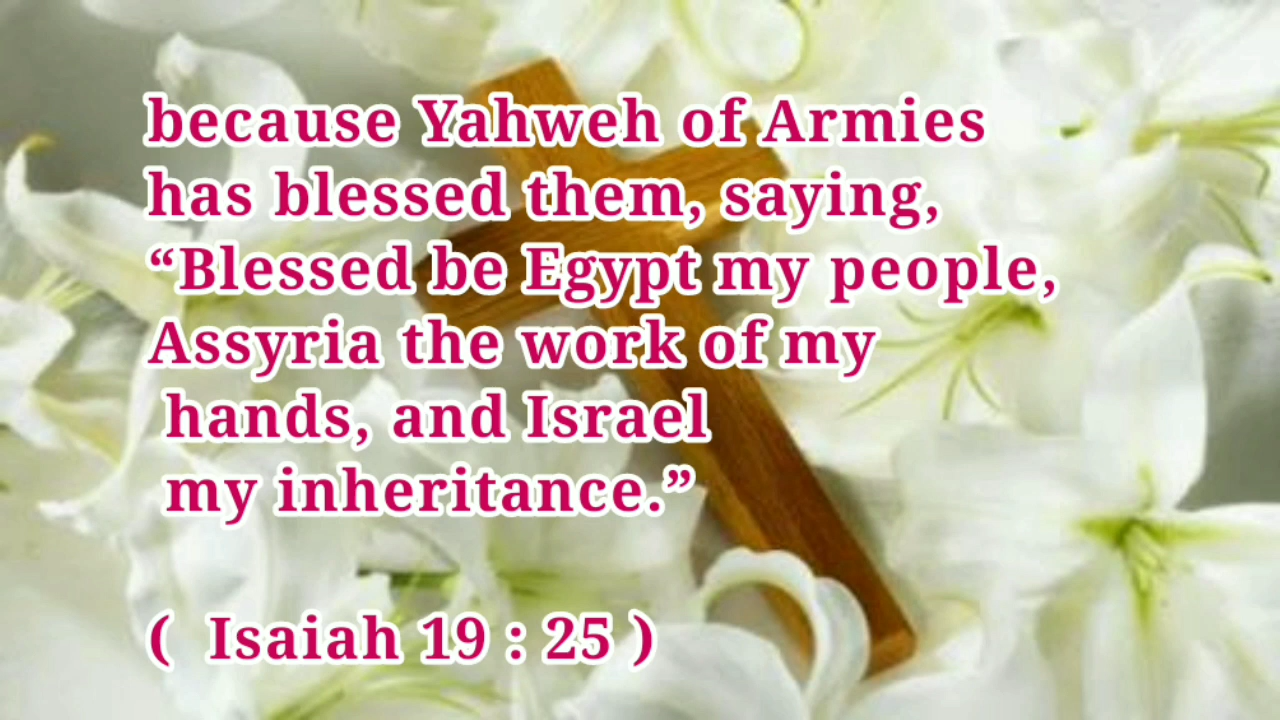 because Yahweh of Armies
has blessed them, saying,
“Blessed be Egypt my people,
Assyria the work of my
hands, and Israel
my inheritance.”
( Isaiah 19 : 25 )